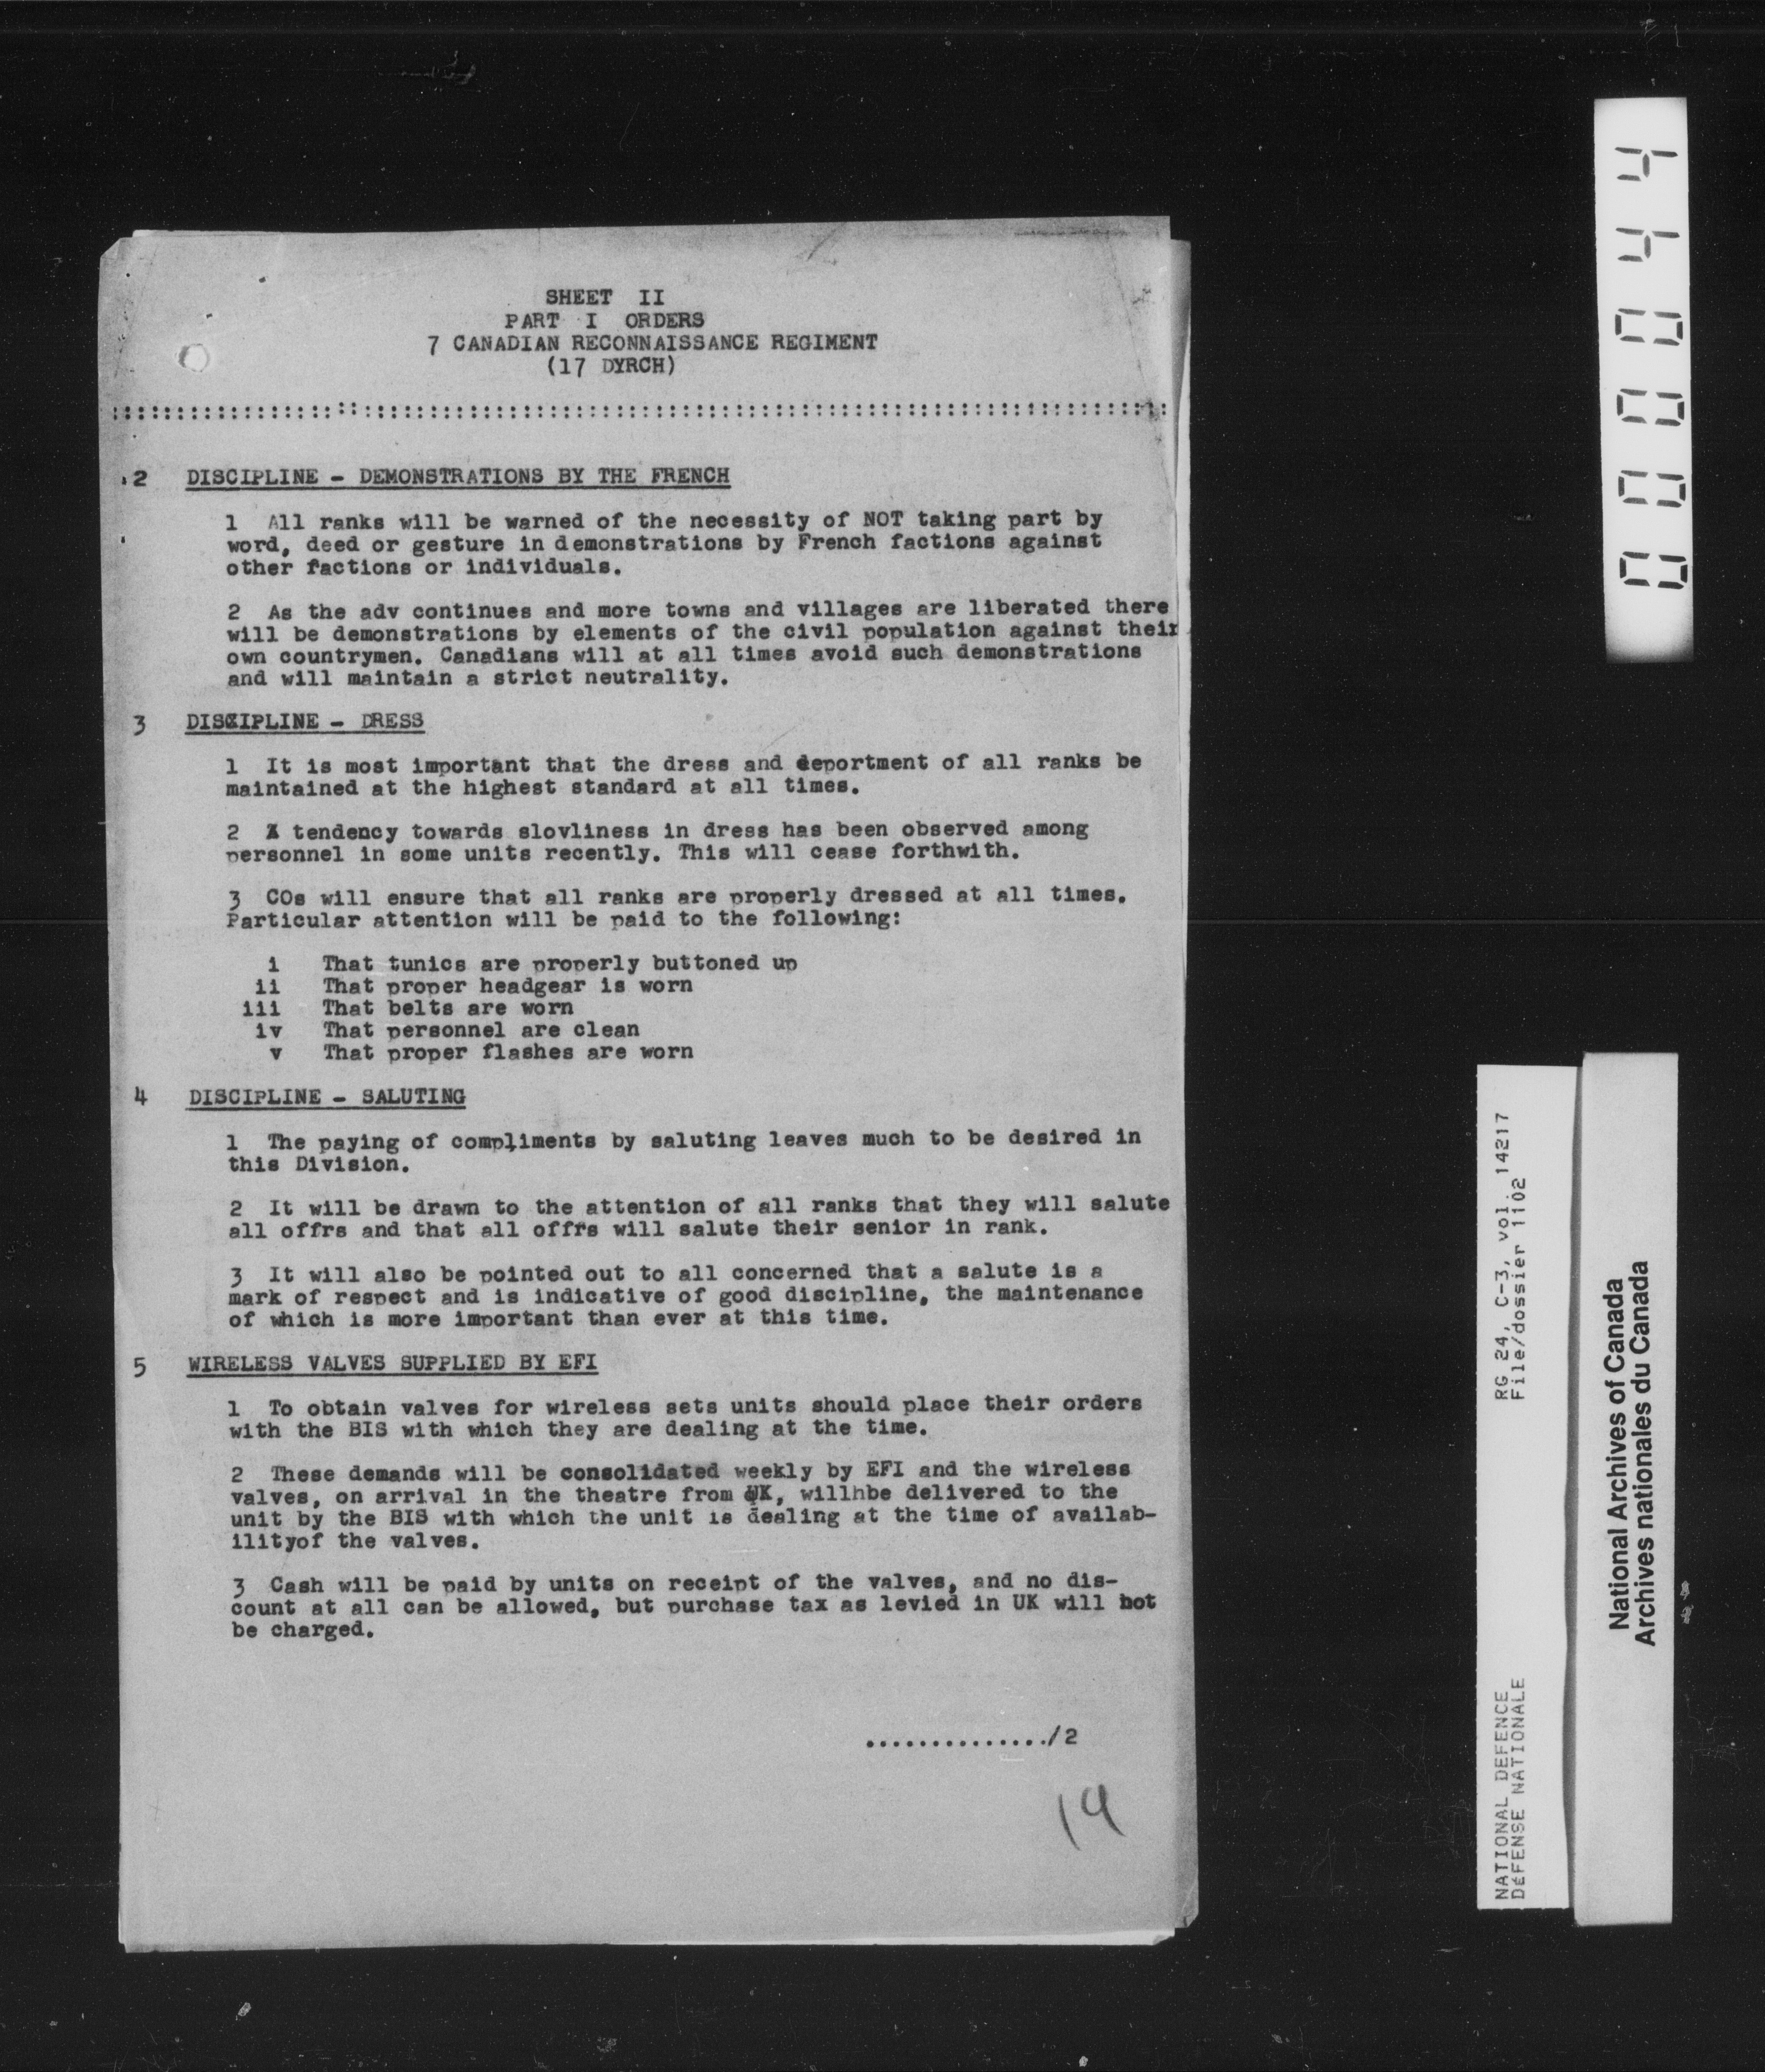 SHEET II
PART I ORDERS
7 CANADIAN RECONNAISSANCE REGIMENT
(17 DYRCH)
2 DISCIPLINE - DEMONSTRATIONS BY THE FRENCH
1 All ranks will be warned of the necessity of NOT taking part by
word, deed or gesture in demonstrations by French factions against
other factions or individuals.
2 As the adv continues and more towns and villages are liberated there
will be demonstrations by elements of the civil population against their
own countrymen. Canadians will at all times avoid such demonstrations
and will maintain a strict neutrality.
3 DISCIPLINE - DRESS
1 It is most important that the dress and deportment of all ranks be
maintained at the highest standard at all times.
2 A tendency towards slovliness in dress has been observed among
personnel in some units recently. This will cease forthwith.
3 COs will ensure that all ranks are properly dressed at all times.
Particular attention will be paid to the following:
i That tunics are properly buttoned up
ii That proper headgear is worn
iii That belts are worn
iv That personnel are clean
v That proper flashes are worn
4 DISCIPLINE - SALUTING
1 The paying of compliments by saluting leaves much to be desired in
this Division.
2 It will be drawn to the attention of all ranks that they will salute
all offrs and that all offrs will salute their senior in rank.
3 It will also be pointed out to all concerned that a salute is a
mark of respect and is indicative of good discipline, the maintenance
of which is more important than ever at this time.
5 WIRELESS VALVES SUPPLIED BY EFI
1 To obtain valves for wireless sets units should place their orders
with the BIS with which they are dealing at the time.
2 These demands will be consolidated weekly by EFI and the wireless
valves, on arrival in the theatre from UK, willhbe delivered to the
unit by the BIS with which the unit is dealing at the time of availab-
ilityof the valves.
3 Cash will be paid by units on receipt of the valves, and no dis-
count at all can be allowed, but purchase tax as levied in UK will not
be charged.
............../2
19
000044
RG 24, C-3, vol. 14217
File/dossier 1102
NATIONAL DEFENCE
DÉFENSE NATIONALE
National Archives of Canada
Archives nationales du Canada